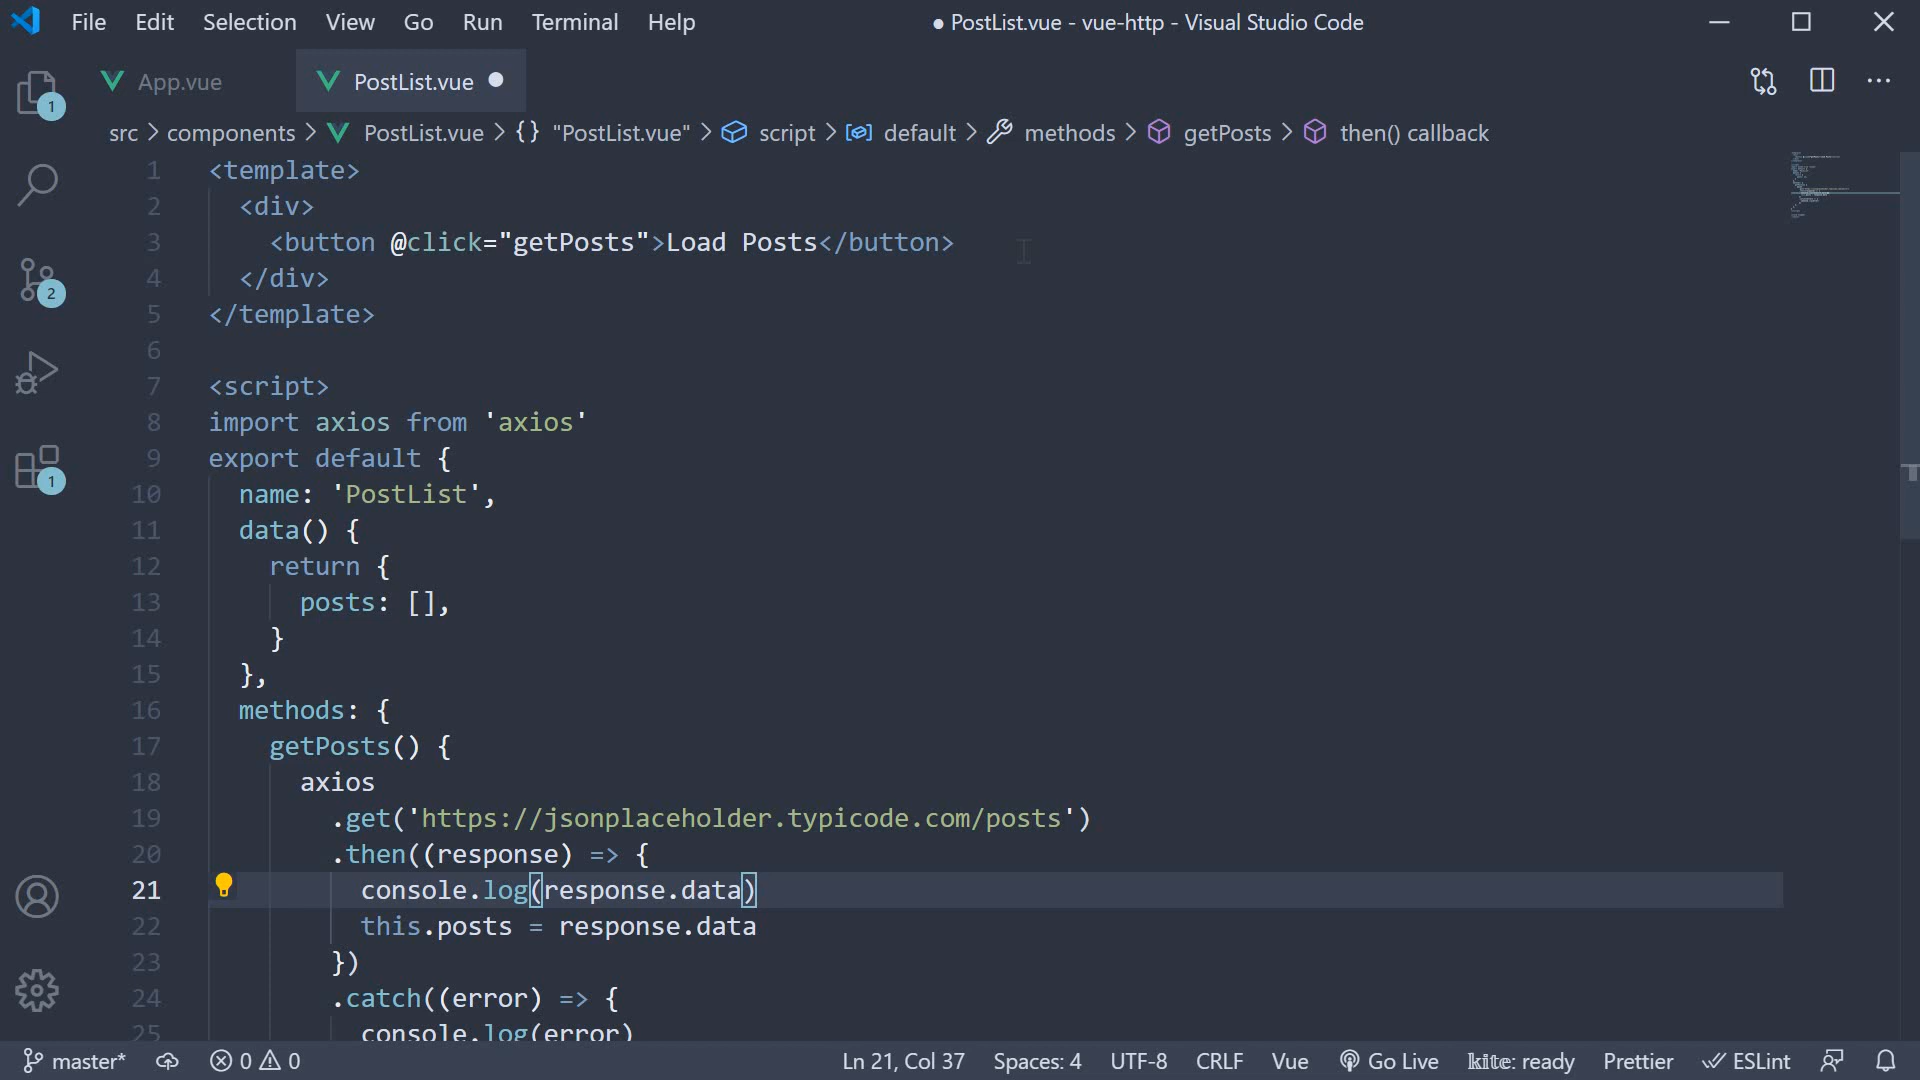 File Edit Selection View Go Run Terminal Help ● PostList.vue - vue-http - Visual Studio Code
App.vue PostList.vue
src > components > PostList.vue > {} "PostList.vue" > script > default > methods > getPosts > then() callback
1 <template>
2 <div>
3 <button @click="getPosts">Load Posts</button>
4 </div>
5 </template>
6
7 <script>
8 import axios from 'axios'
9 export default {
10 name: 'PostList',
11 data() {
12 return {
13 posts: [],
14 }
15 },
16 methods: {
17 getPosts() {
18 axios
19 .get('https://jsonplaceholder.typicode.com/posts')
20 .then((response) => {
21 console.log(response.data)
22 this.posts = response.data
23 })
24 .catch((error) => {
25 console.log(error)
1
2
1
master* 0 0 Ln 21, Col 37 Spaces: 4 UTF-8 CRLF Vue Go Live kite: ready Prettier ESLint